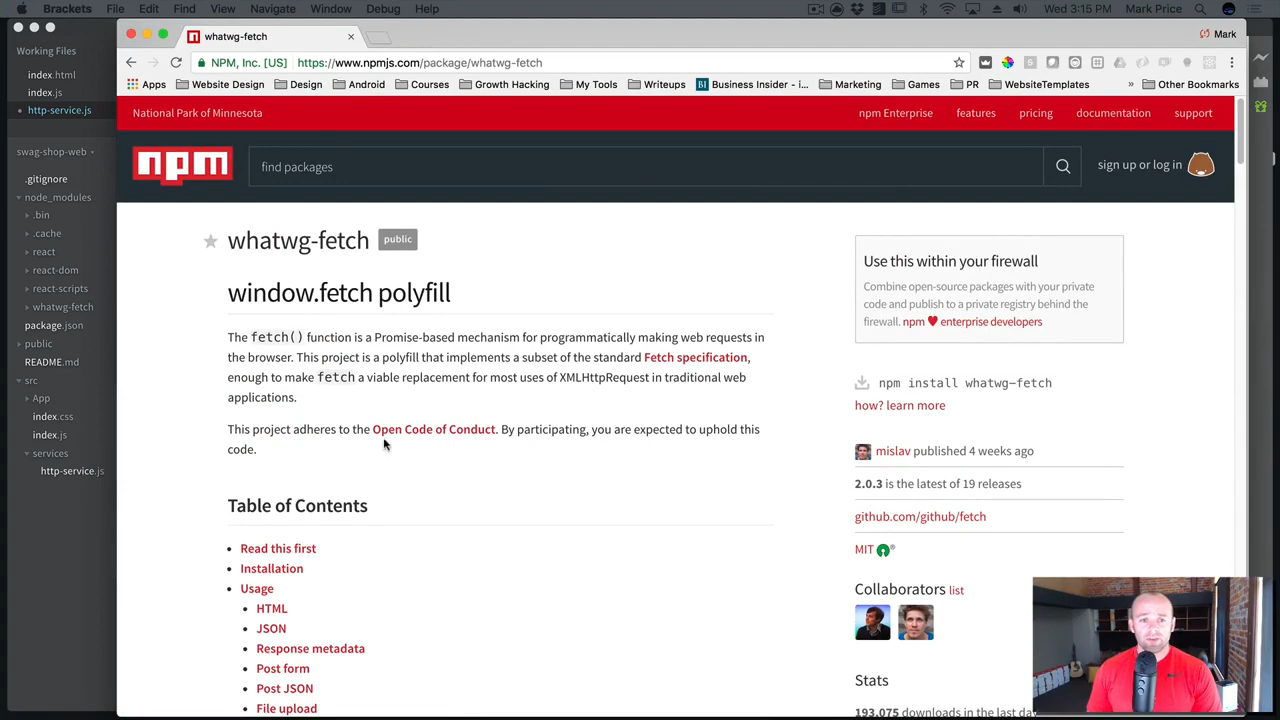 Brackets File Edit Find View Navigate Window Debug Help
Wed 3:15 PM Mark Price
whatwg-fetch
Mark
NPM, Inc. [US] https://www.npmjs.com/package/whatwg-fetch
Apps Website Design Design Android Courses Growth Hacking My Tools Writeups Business Insider - i... Marketing Games PR WebsiteTemplates » Other Bookmarks
Working Files
index.html
index.js
http-service.js
swag-shop-web
.gitignore
node_modules
.bin
.cache
react
react-dom
react-scripts
whatwg-fetch
package.json
public
README.md
src
App
index.css
index.js
services
http-service.js
National Park of Minnesota
npm Enterprise features pricing documentation support
npm
find packages
sign up or log in
whatwg-fetch public
window.fetch polyfill
The fetch() function is a Promise-based mechanism for programmatically making web requests in
the browser. This project is a polyfill that implements a subset of the standard Fetch specification,
enough to make fetch a viable replacement for most uses of XMLHttpRequest in traditional web
applications.
This project adheres to the Open Code of Conduct. By participating, you are expected to uphold this
code.
Table of Contents
Read this first
Installation
Usage
HTML
JSON
Response metadata
Post form
Post JSON
File upload
Use this within your firewall
Combine open-source packages with your private
code and publish to a private registry behind the
firewall. npm ♥ enterprise developers
npm install whatwg-fetch
how? learn more
mislav published 4 weeks ago
2.0.3 is the latest of 19 releases
github.com/github/fetch
MIT
Collaborators list
Stats
193,075 downloads in the last day